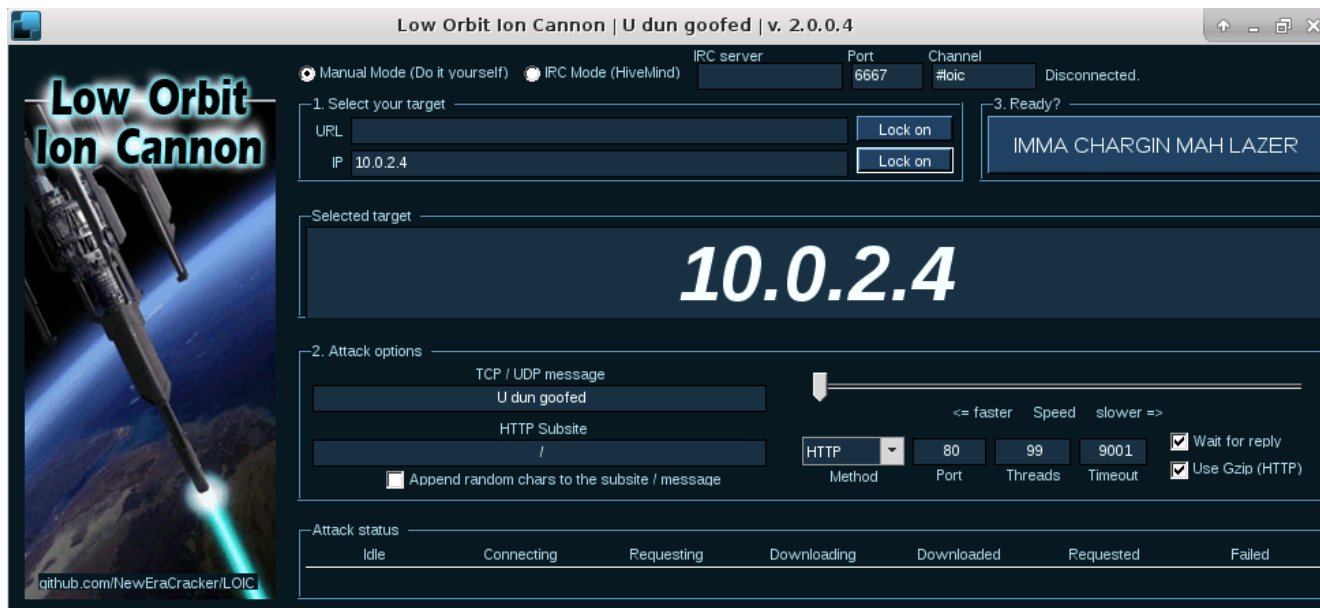 Low Orbit Ion Cannon | U dun goofed | v. 2.0.0.4
Low Orbit
Ion Cannon
github.com/NewEraCracker/LOIC
IRC server Port Channel
Manual Mode (Do it yourself) IRC Mode (HiveMind) 6667 #loic Disconnected.
1. Select your target
URL Lock on
IP 10.0.2.4 Lock on
3. Ready?
IMMA CHARGIN MAH LAZER
Selected target
10.0.2.4
2. Attack options
TCP / UDP message
U dun goofed
HTTP Subsite
/
Append random chars to the subsite / message
<= faster Speed slower =>
HTTP 80 99 9001 Wait for reply
Method Port Threads Timeout Use Gzip (HTTP)
Attack status
Idle Connecting Requesting Downloading Downloaded Requested Failed